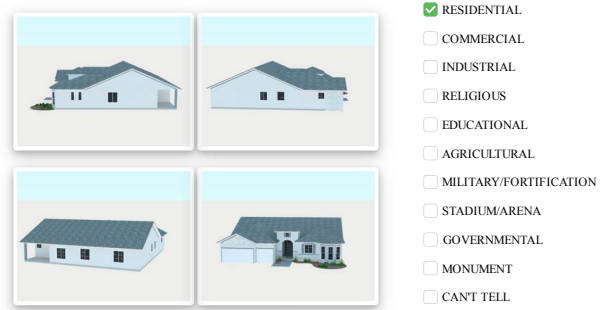 RESIDENTIAL
COMMERCIAL
INDUSTRIAL
RELIGIOUS
EDUCATIONAL
AGRICULTURAL
MILITARY/FORTIFICATION
STADIUM/ARENA
GOVERNMENTAL
MONUMENT
CAN'T TELL